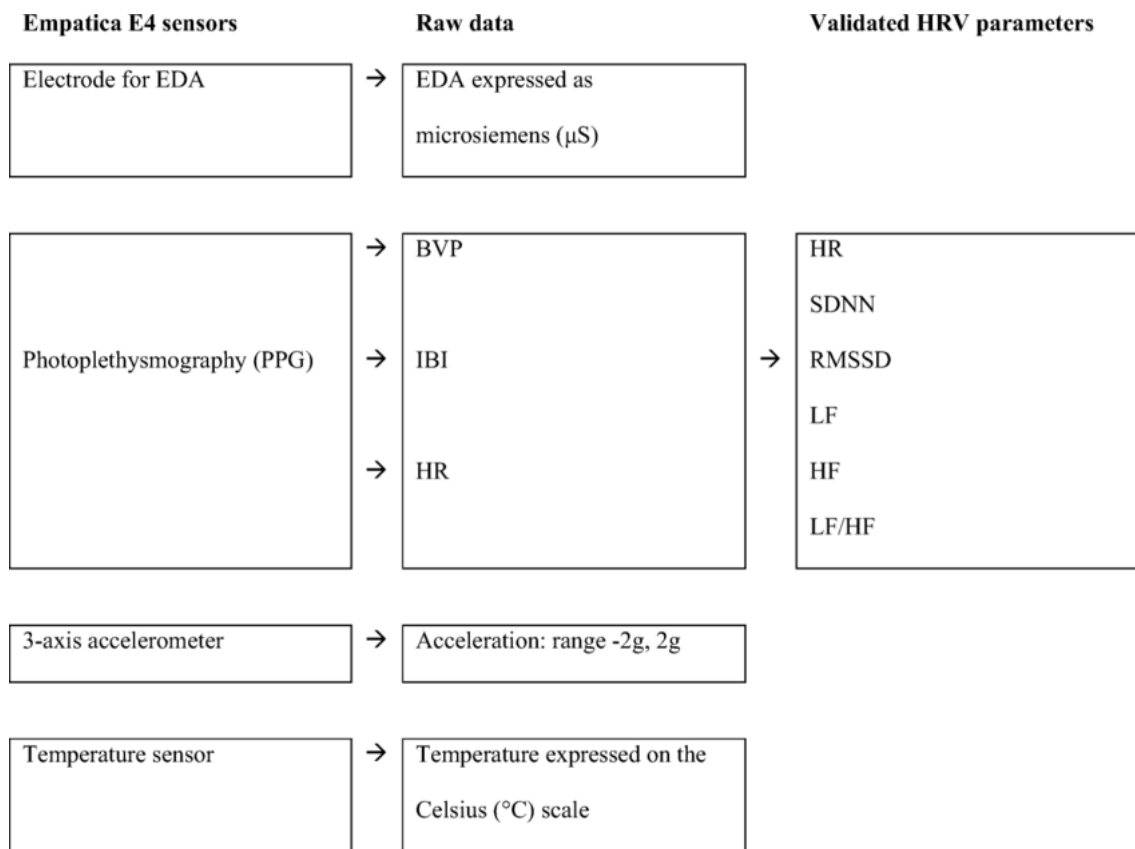 Empatica E4 sensors Raw data Validated HRV parameters
Electrode for EDA → EDA expressed as
microsiemens (μS)
BVP HR
→
SDNN
Photoplethysmography (PPG) → IBI → RMSSD
LF
→ HR HF
LF/HF
3-axis accelerometer → Acceleration: range -2g, 2g
Temperature sensor → Temperature expressed on the
Celsius (°C) scale